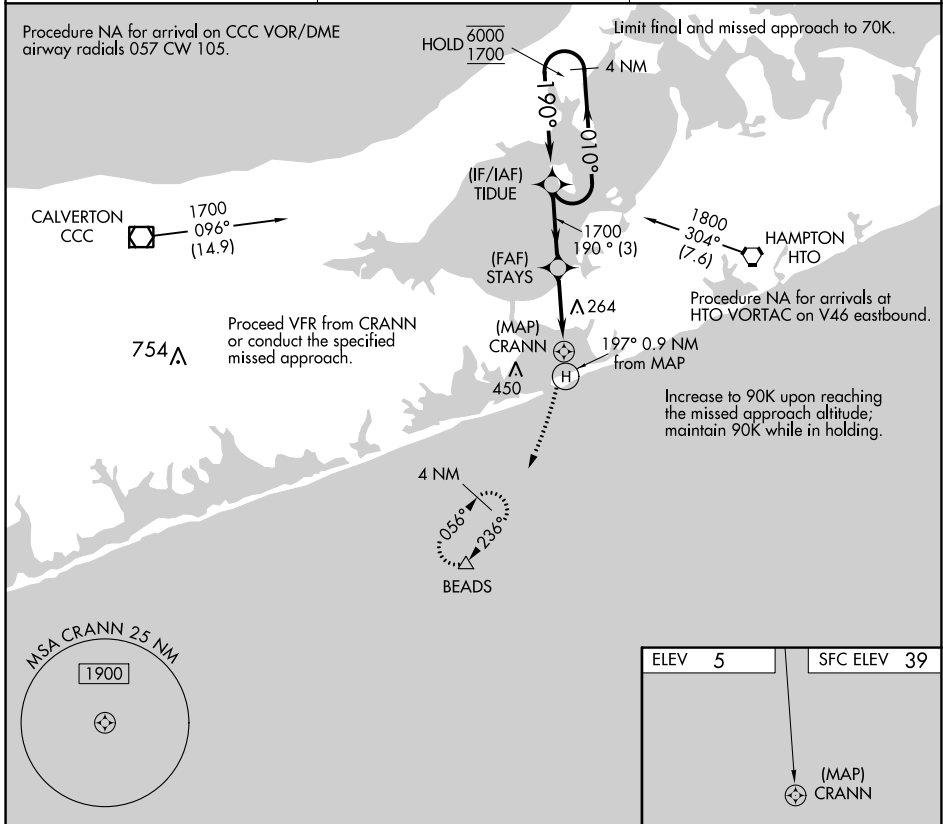 Procedure NA for arrival on CCC VOR/DME
airway radials 057 CW 105.
Limit final and missed approach to 70K.
HOLD 6000
1700
4 NM
190°
010°
(IF/IAF)
TIDUE
CALVERTON
CCC
1700
096°
(14.9)
1700
190° (3)
1800
304°
(7.6)
HAMPTON
HTO
(FAF)
STAYS
Procedure NA for arrivals at
HTO VORTAC on V46 eastbound.
264
Proceed VFR from CRANN
or conduct the specified
missed approach.
754
(MAP)
CRANN
197° 0.9 NM
from MAP
450
H
Increase to 90K upon reaching
the missed approach altitude;
maintain 90K while in holding.
4 NM
056°
236°
BEADS
MSA CRANN 25 NM
1900
ELEV 5
SFC ELEV 39
(MAP)
CRANN